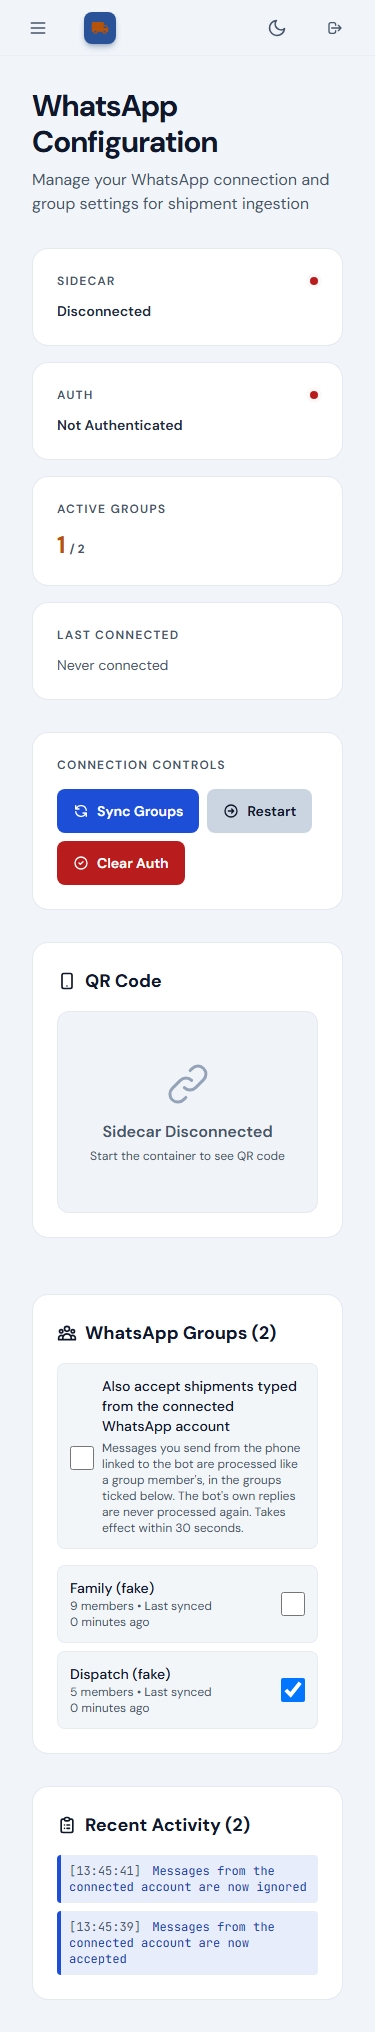 WhatsApp
Configuration
Manage your WhatsApp connection and
group settings for shipment ingestion
SIDECAR
Disconnected
AUTH
Not Authenticated
ACTIVE GROUPS
1 / 2
LAST CONNECTED
Never connected
CONNECTION CONTROLS
Sync Groups
Restart
Clear Auth
QR Code
Sidecar Disconnected
Start the container to see QR code
WhatsApp Groups (2)
Also accept shipments typed
from the connected
WhatsApp account
Messages you send from the phone
linked to the bot are processed like
a group member's, in the groups
ticked below. The bot's own replies
are never processed again. Takes
effect within 30 seconds.
Family (fake)
9 members • Last synced
0 minutes ago
Dispatch (fake)
5 members • Last synced
0 minutes ago
Recent Activity (2)
[13:45:41] Messages from the
connected account are now ignored
[13:45:39] Messages from the
connected account are now
accepted